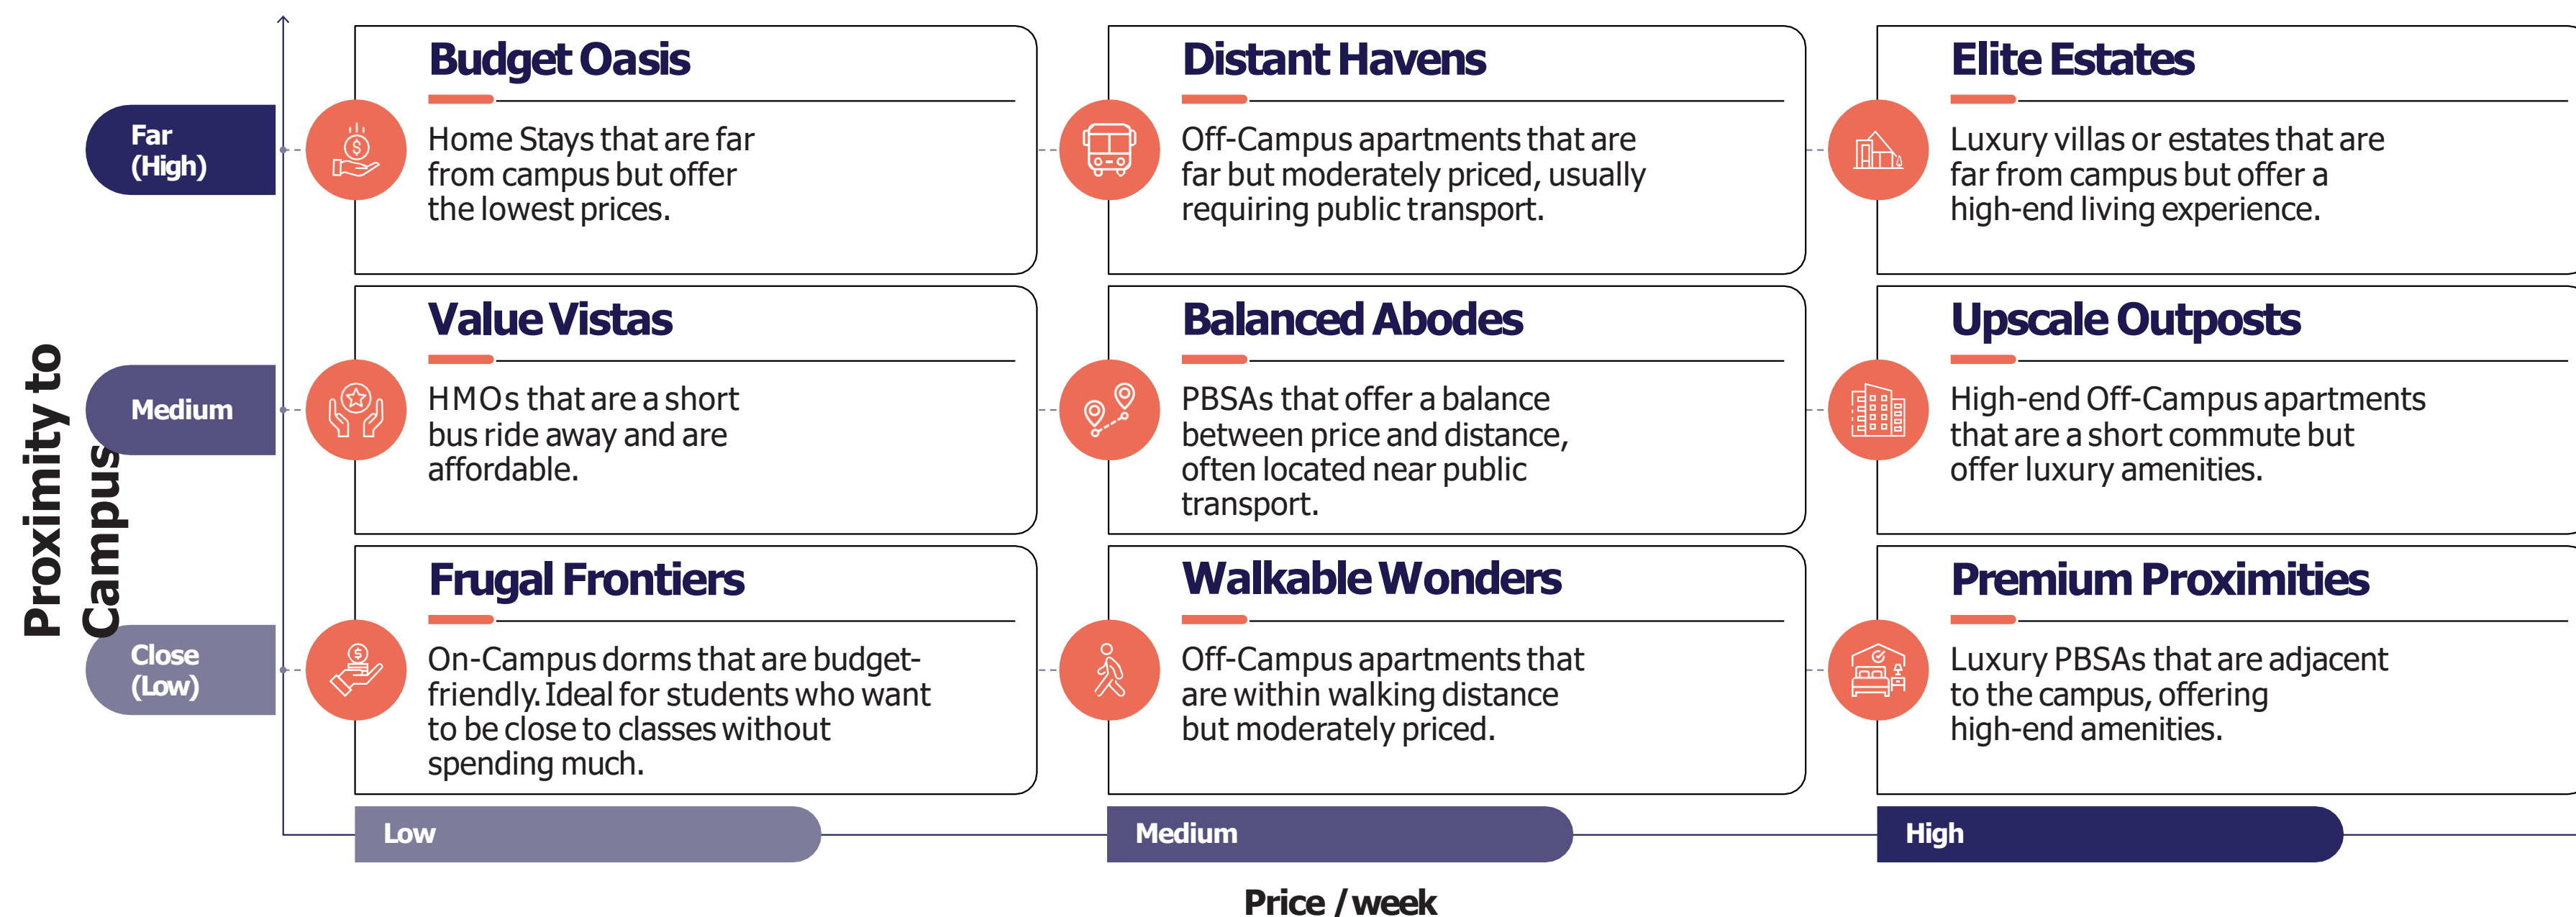 Proximity to
Campus
Far
(High)
Budget Oasis
Home Stays that are far
from campus but offer
the lowest prices.
Distant Havens
Off-Campus apartments that are
far but moderately priced, usually
requiring public transport.
Elite Estates
Luxury villas or estates that are
far from campus but offer a
high-end living experience.
Medium
Value Vistas
HMOs that are a short
bus ride away and are
affordable.
Balanced Abodes
PBSAs that offer a balance
between price and distance,
often located near public
transport.
Upscale Outposts
High-end Off-Campus apartments
that are a short commute but
offer luxury amenities.
Close
(Low)
Frugal Frontiers
On-Campus dorms that are budget-
friendly. Ideal for students who want
to be close to classes without
spending much.
Walkable Wonders
Off-Campus apartments that
are within walking distance
but moderately priced.
Premium Proximities
Luxury PBSAs that are adjacent
to the campus, offering
high-end amenities.
Low
Medium
High
Price / week